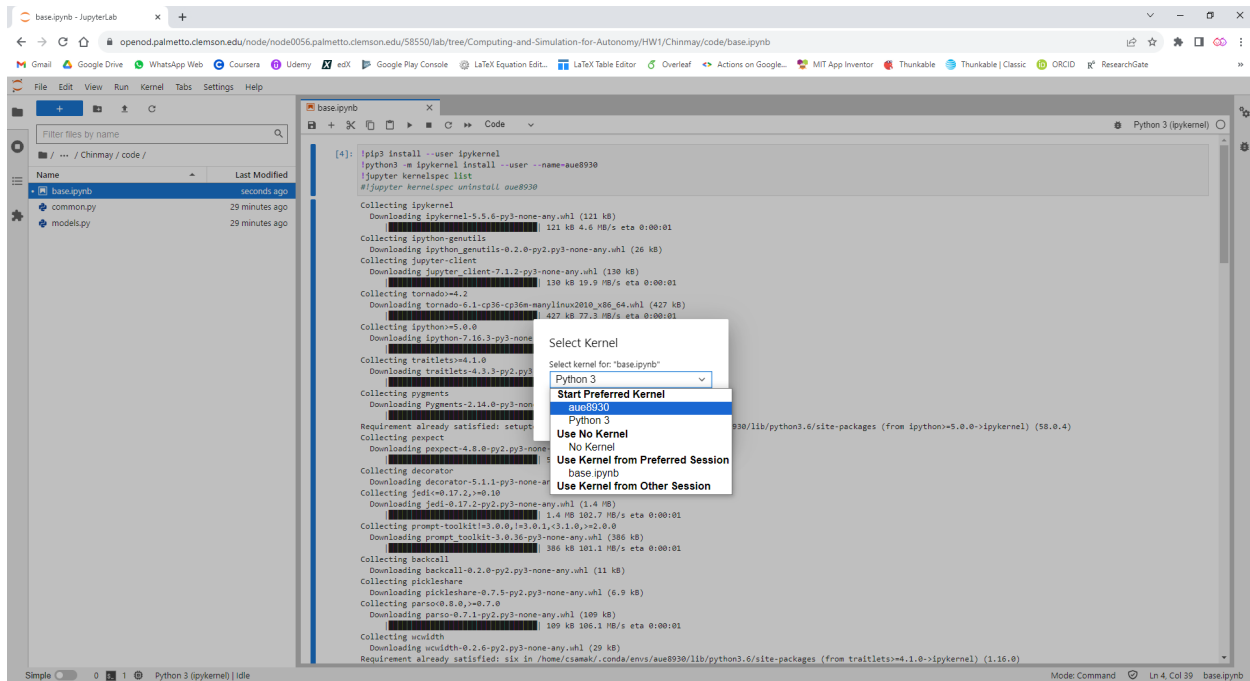 base.ipynb - JupyterLab
openod.palmetto.clemson.edu/node/node0056.palmetto.clemson.edu/58550/lab/tree/Computing-and-Simulation-for-Autonomy/HW1/Chinmay/code/base.ipynb
Gmail Google Drive WhatsApp Web Coursera Udemy edX Google Play Console LaTeX Equation Edit... LaTeX Table Editor Overleaf Actions on Google... MIT App Inventor Thunkable Thunkable | Classic ORCID ResearchGate »
File Edit View Run Kernel Tabs Settings Help
base.ipynb
Code
Python 3 (ipykernel)
Filter files by name
/ ··· / Chinmay / code /
Name Last Modified
base.ipynb seconds ago
common.py 29 minutes ago
models.py 29 minutes ago
[4]: !pip3 install --user ipykernel
!python3 -m ipykernel install --user --name=aue8930
!jupyter kernelspec list
#!jupyter kernelspec uninstall aue8930
Collecting ipykernel
Downloading ipykernel-5.5.6-py3-none-any.whl (121 kB)
| 121 kB 4.6 MB/s eta 0:00:01
Collecting ipython-genutils
Downloading ipython_genutils-0.2.0-py2.py3-none-any.whl (26 kB)
Collecting jupyter-client
Downloading jupyter_client-7.1.2-py3-none-any.whl (130 kB)
| 130 kB 19.9 MB/s eta 0:00:01
Collecting tornado>=4.2
Downloading tornado-6.1-cp36-cp36m-manylinux2010_x86_64.whl (427 kB)
| 427 kB 77.3 MB/s eta 0:00:01
Collecting ipython>=5.0.0
Downloading ipython-7.16.3-py3-none
Collecting traitlets>=4.1.0
Downloading traitlets-4.3.3-py2.py3
Collecting pygments
Downloading Pygments-2.14.0-py3-non
Requirement already satisfied: setupt 930/lib/python3.6/site-packages (from ipython>=5.0.0->ipykernel) (58.0.4)
Collecting pexpect
Downloading pexpect-4.8.0-py2.py3-none-
Collecting decorator
Downloading decorator-5.1.1-py3-none-an
Collecting jedi<=0.17.2,>=0.10
Downloading jedi-0.17.2-py2.py3-none-any.whl (1.4 MB)
| 1.4 MB 102.7 MB/s eta 0:00:01
Collecting prompt-toolkit!=3.0.0,!=3.0.1,<3.1.0,>=2.0.0
Downloading prompt_toolkit-3.0.36-py3-none-any.whl (386 kB)
| 386 kB 101.1 MB/s eta 0:00:01
Collecting backcall
Downloading backcall-0.2.0-py2.py3-none-any.whl (11 kB)
Collecting pickleshare
Downloading pickleshare-0.7.5-py2.py3-none-any.whl (6.9 kB)
Collecting parso<0.8.0,>=0.7.0
Downloading parso-0.7.1-py2.py3-none-any.whl (109 kB)
| 109 kB 106.1 MB/s eta 0:00:01
Collecting wcwidth
Downloading wcwidth-0.2.6-py2.py3-none-any.whl (29 kB)
Requirement already satisfied: six in /home/csamak/.conda/envs/aue8930/lib/python3.6/site-packages (from traitlets>=4.1.0->ipykernel) (1.16.0)
Select Kernel
Select kernel for: "base.ipynb"
Python 3
Start Preferred Kernel
aue8930
Python 3
Use No Kernel
No Kernel
Use Kernel from Preferred Session
base.ipynb
Use Kernel from Other Session
Simple 0 1 Python 3 (ipykernel) | Idle
Mode: Command Ln 4, Col 39 base.ipynb